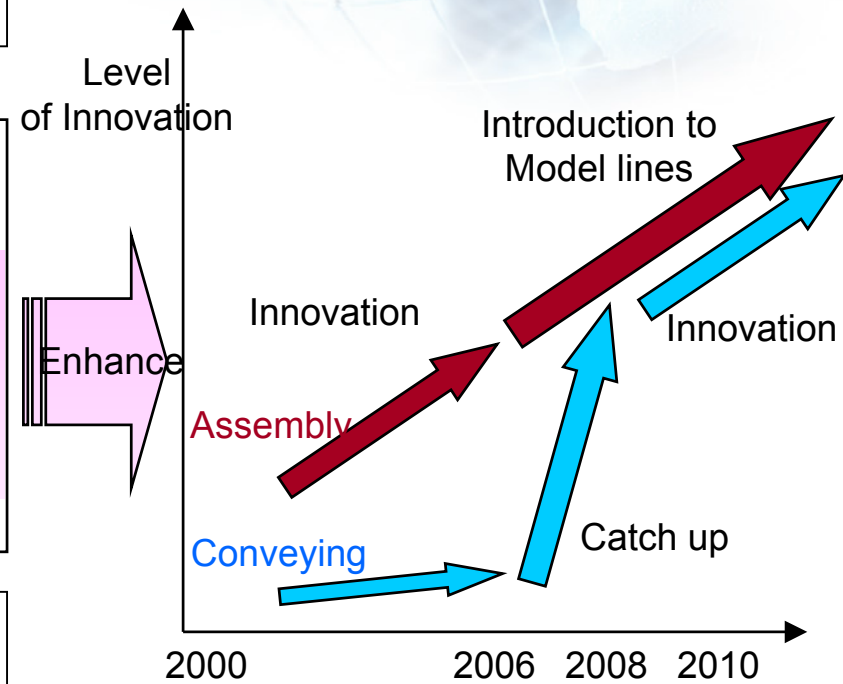 Level
of Innovation
Introduction to
Model lines
Innovation
Innovation
Enhance
Assembly
Conveying
Catch up
2000 2006 2008 2010